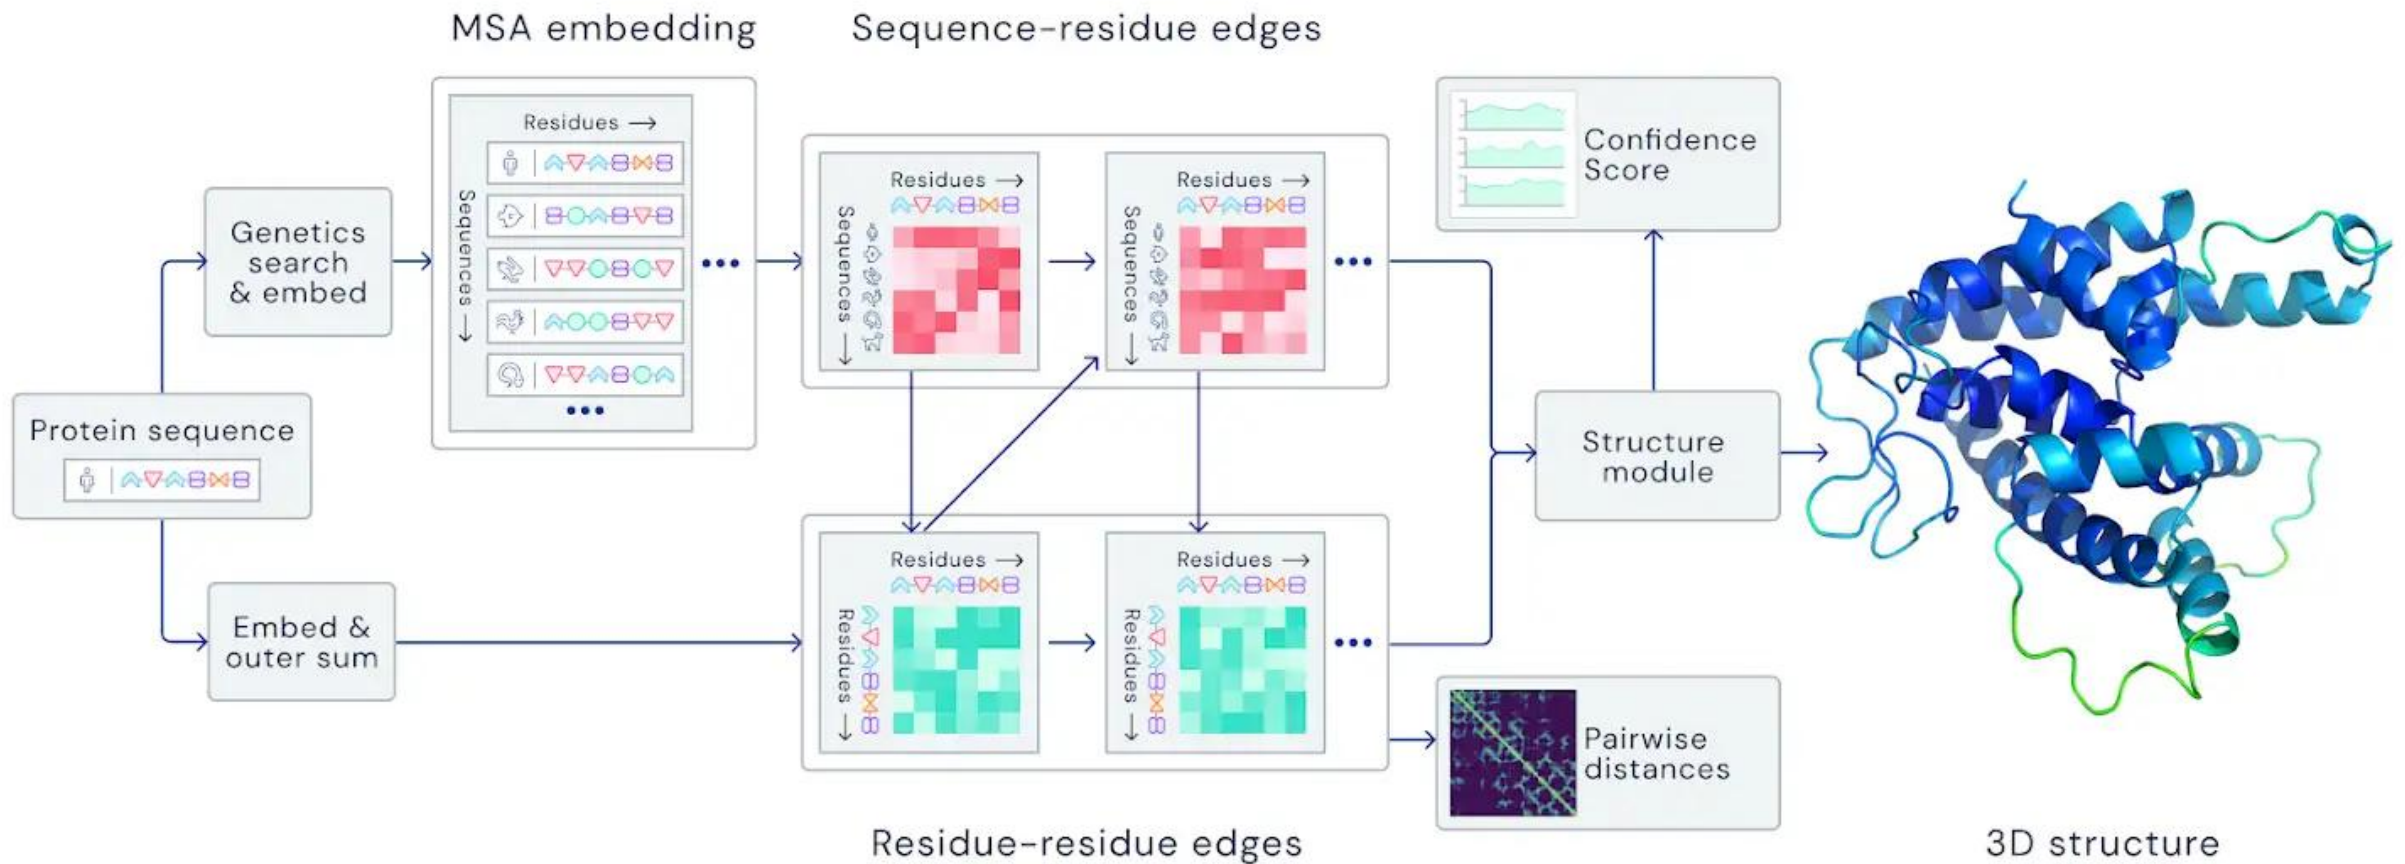 MSA embedding
Sequence-residue edges
Residues →
Sequences →
Genetics
search
& embed
Protein sequence
Embed &
outer sum
Residues →
Sequences →
Residues →
Sequences →
Residues →
Residues →
Residues →
Residues →
Confidence
Score
Structure
module
Pairwise
distances
Residue-residue edges
3D structure